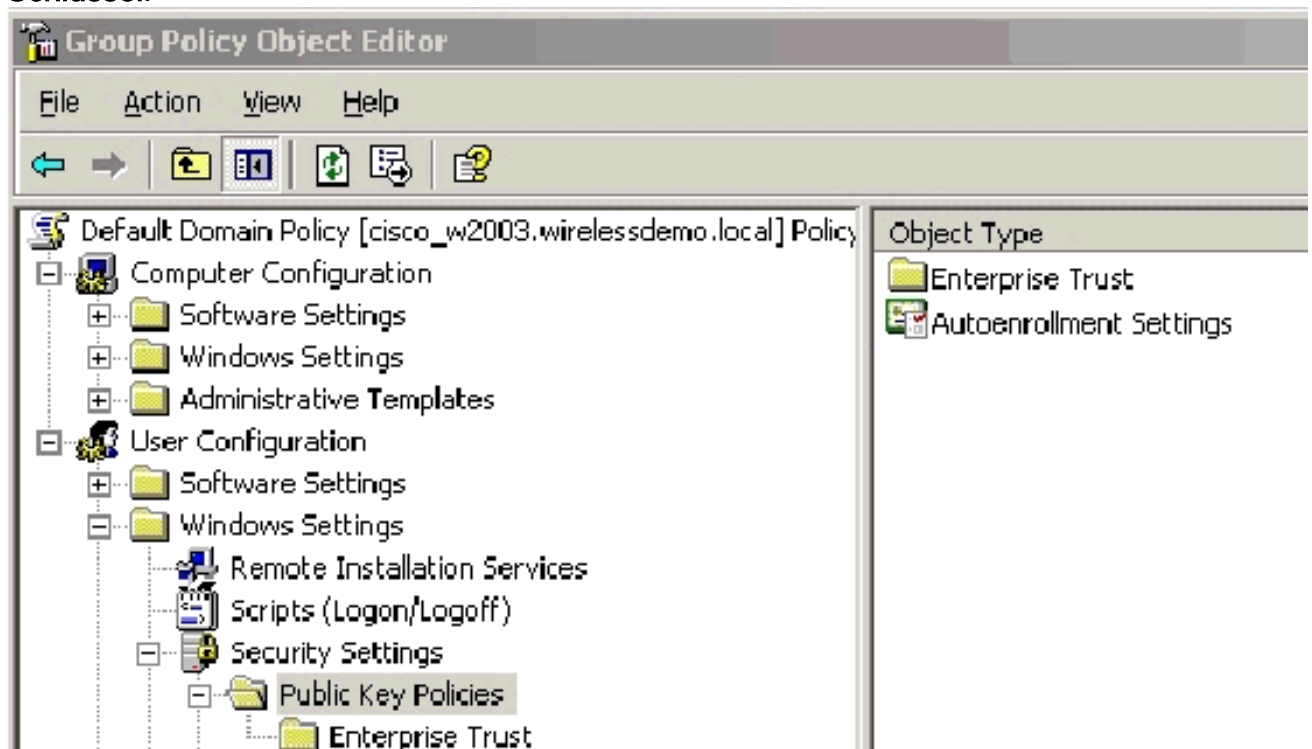 Group Policy Object Editor
File Action View Help
Default Domain Policy [cisco_w2003.wirelessdemo.local] Policy
Computer Configuration
Software Settings
Windows Settings
Administrative Templates
User Configuration
Software Settings
Windows Settings
Remote Installation Services
Scripts (Logon/Logoff)
Security Settings
Public Key Policies
Enterprise Trust
Object Type
Enterprise Trust
Autoenrollment Settings